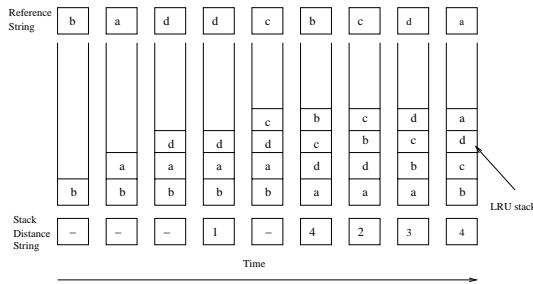 Reference
String
b a d d c b c d a
c b c d a
d d d c b c d
a a a a d d b c
b b b b b a a a b
Stack
Distance
String
– – – 1 – 4 2 3 4
LRU stack
Time